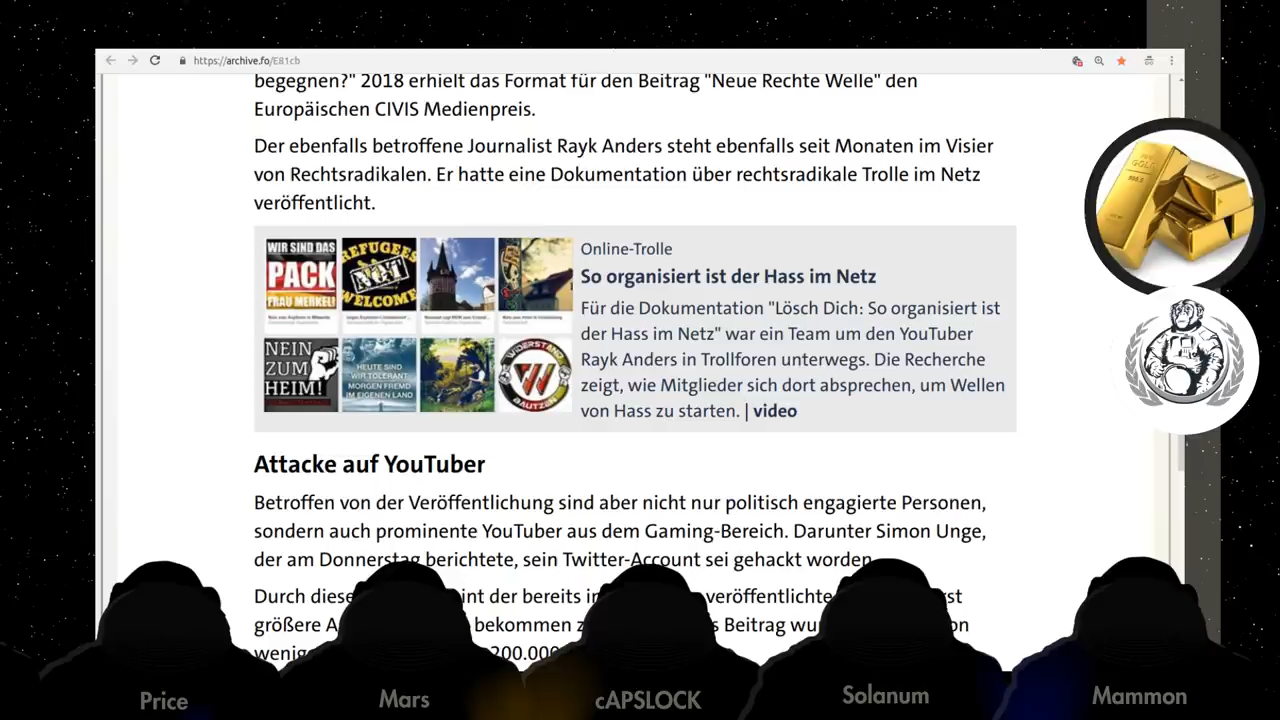 https://archive.fo/E81cb
begegnen?" 2018 erhielt das Format für den Beitrag "Neue Rechte Welle" den
Europäischen CIVIS Medienpreis.
Der ebenfalls betroffene Journalist Rayk Anders steht ebenfalls seit Monaten im Visier
von Rechtsradikalen. Er hatte eine Dokumentation über rechtsradikale Trolle im Netz
veröffentlicht.
WIR SIND DAS
PACK
FRAU MERKEL!
REFUGEES
NOT
WELCOME
NEIN
ZUM
HEIM!
HEUTE SIND
WIR TOLERANT
MORGEN FREMD
IM EIGENEN LAND
WIDERSTAND
BAUTZEN
Online-Trolle
So organisiert ist der Hass im Netz
Für die Dokumentation "Lösch Dich: So organisiert ist
der Hass im Netz" war ein Team um den YouTuber
Rayk Anders in Trollforen unterwegs. Die Recherche
zeigt, wie Mitglieder sich dort absprechen, um Wellen
von Hass zu starten. | video
GOLD
Attacke auf YouTuber
Betroffen von der Veröffentlichung sind aber nicht nur politisch engagierte Personen,
sondern auch prominente YouTuber aus dem Gaming-Bereich. Darunter Simon Unge,
der am Donnerstag berichtete, sein Twitter-Account sei gehackt worden
Durch der bereits veröffentlichte
größere bekommen Beitrag
200.000
Price
Mars
cAPSLOCK
Solanum
Mammon